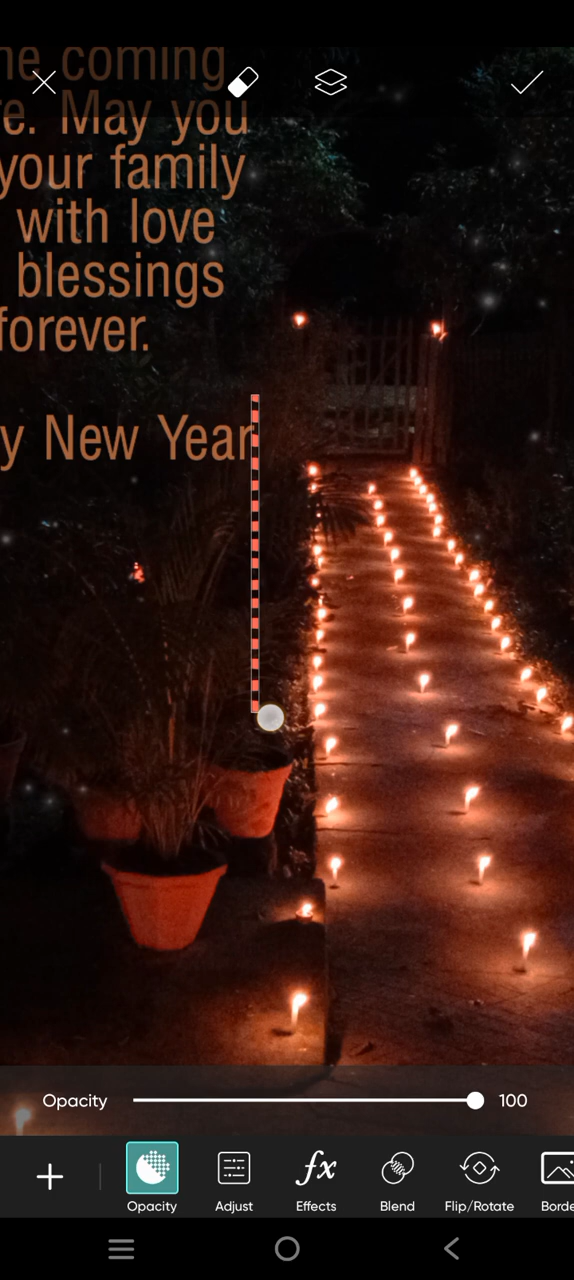 he coming
e. May you
your family
with love
blessings
forever.
y New Year
Opacity 100
Opacity Adjust Effects Blend Flip/Rotate Borde